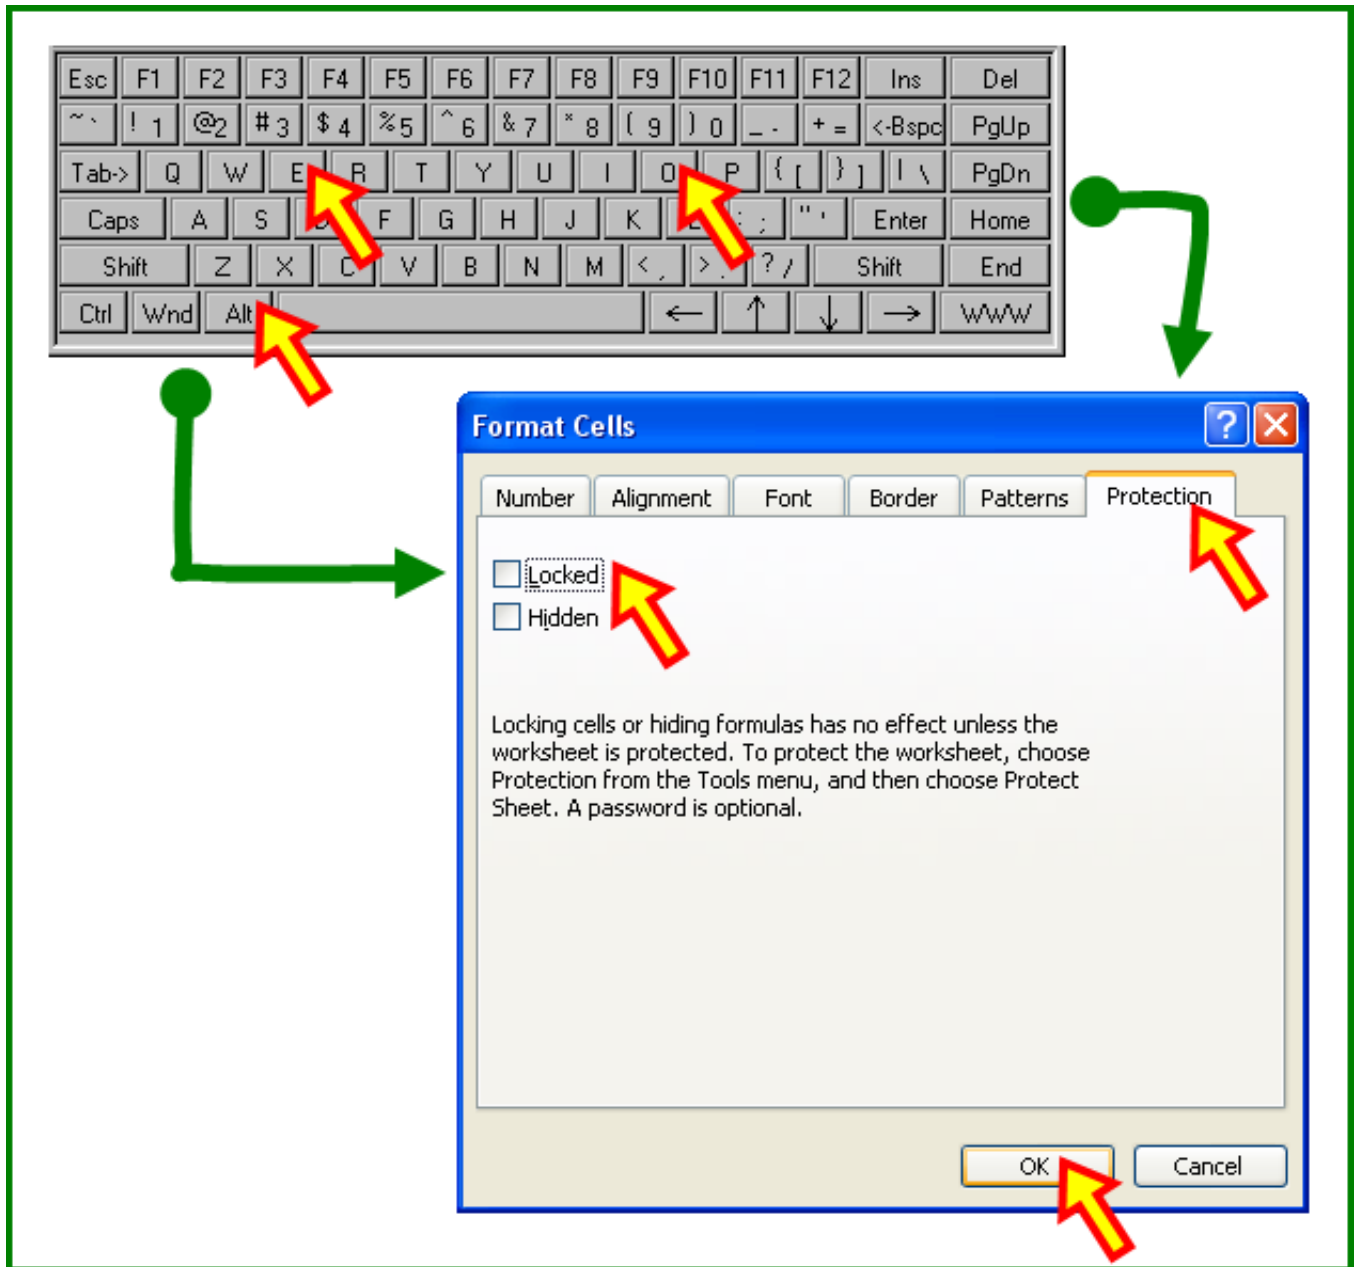 Esc F1 F2 F3 F4 F5 F6 F7 F8 F9 F10 F11 F12 Ins Del
~ ` ! 1 @2 # 3 $ 4 % 5 ^ 6 & 7 * 8 ( 9 ) 0 _ - + = <-Bspc PgUp
Tab-> Q W E R T Y U I O P { [ } ] | \ PgDn
Caps A S D F G H J K L : ; " ' Enter Home
Shift Z X C V B N M < , > . ? / Shift End
Ctrl Wnd Alt ← ↑ ↓ → WWW
Format Cells
Number Alignment Font Border Patterns Protection
Locked
Hidden
Locking cells or hiding formulas has no effect unless the
worksheet is protected. To protect the worksheet, choose
Protection from the Tools menu, and then choose Protect
Sheet. A password is optional.
OK Cancel